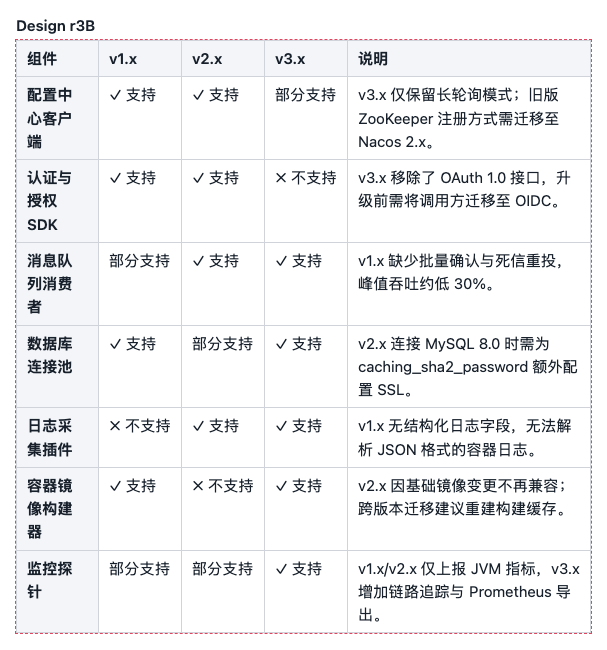 Design r3B
组件 v1.x v2.x v3.x 说明
配置中心客户端 ✓ 支持 ✓ 支持 部分支持 v3.x 仅保留长轮询模式；旧版 ZooKeeper 注册方式需迁移至 Nacos 2.x。
认证与授权 SDK ✓ 支持 ✓ 支持 ✕ 不支持 v3.x 移除了 OAuth 1.0 接口，升级前需将调用方迁移至 OIDC。
消息队列消费者 部分支持 ✓ 支持 ✓ 支持 v1.x 缺少批量确认与死信重投，峰值吞吐约低 30%。
数据库连接池 ✓ 支持 部分支持 ✓ 支持 v2.x 连接 MySQL 8.0 时需为 caching_sha2_password 额外配置 SSL。
日志采集插件 ✕ 不支持 ✓ 支持 ✓ 支持 v1.x 无结构化日志字段，无法解析 JSON 格式的容器日志。
容器镜像构建器 ✓ 支持 ✕ 不支持 ✓ 支持 v2.x 因基础镜像变更不再兼容；跨版本迁移建议重建构建缓存。
监控探针 部分支持 部分支持 ✓ 支持 v1.x/v2.x 仅上报 JVM 指标，v3.x 增加链路追踪与 Prometheus 导出。